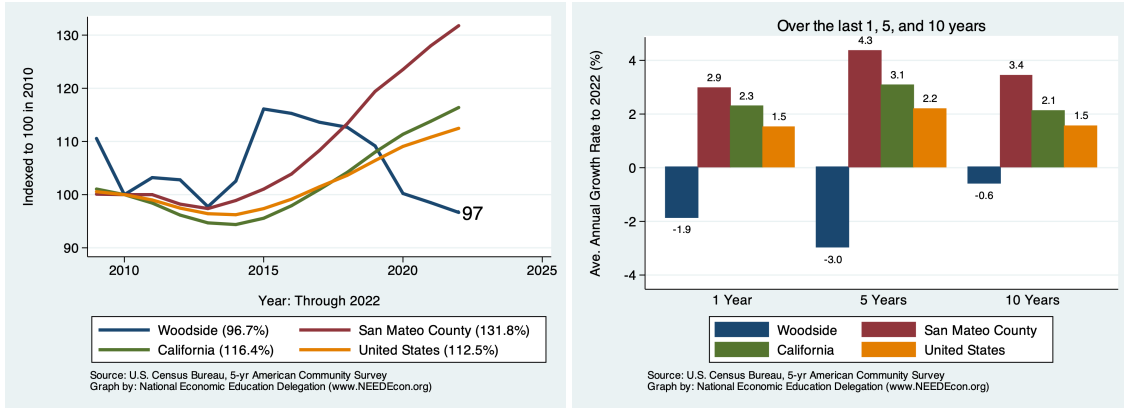 Indexed to 100 in 2010
130
120
110
100
90
97
2010
2015
2020
2025
Year: Through 2022
Woodside (96.7%)
San Mateo County (131.8%)
California (116.4%)
United States (112.5%)
Source: U.S. Census Bureau, 5-yr American Community Survey
Graph by: National Economic Education Delegation (www.NEEDEcon.org)
Over the last 1, 5, and 10 years
Ave. Annual Growth Rate to 2022 (%)
4
2
0
-2
-4
-1.9
2.9
2.3
1.5
-3.0
4.3
3.1
2.2
-0.6
3.4
2.1
1.5
1 Year
5 Years
10 Years
Woodside
San Mateo County
California
United States
Source: U.S. Census Bureau, 5-yr American Community Survey
Graph by: National Economic Education Delegation (www.NEEDEcon.org)